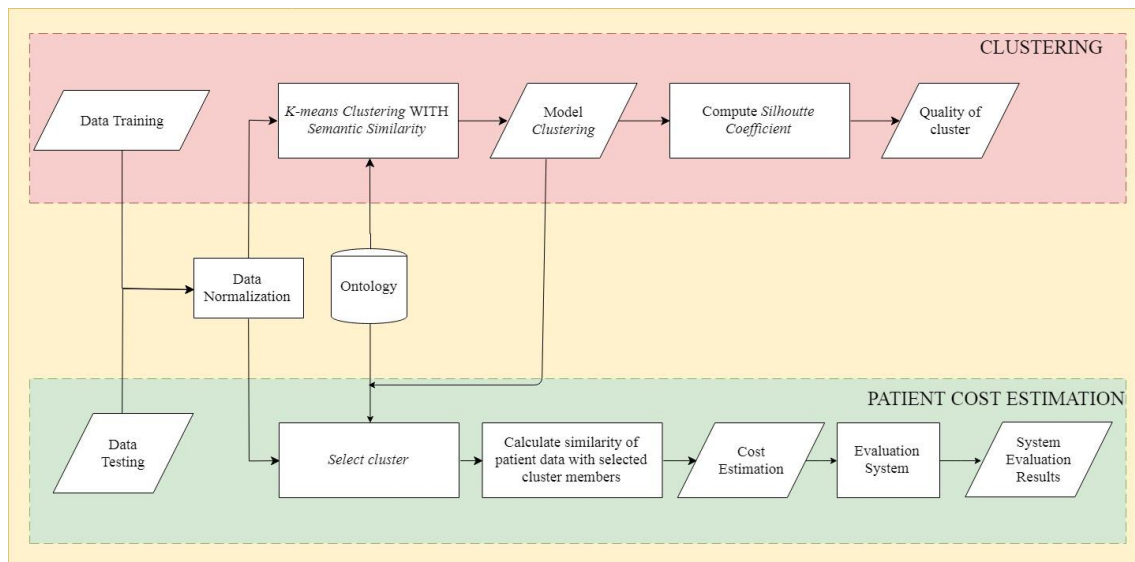 CLUSTERING
Data Training
K-means Clustering WITH
Semantic Similarity
Model
Clustering
Compute Silhoutte
Coefficient
Quality of
cluster
Data
Normalization
Ontology
PATIENT COST ESTIMATION
Data
Testing
Select cluster
Calculate similarity of
patient data with selected
cluster members
Cost
Estimation
Evaluation
System
System
Evaluation
Results